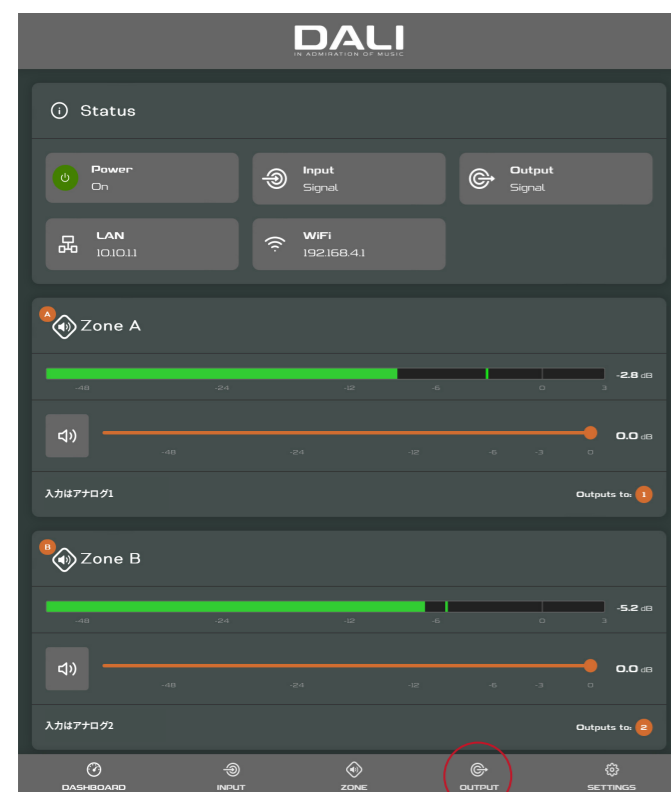 DALI
IN ADMIRATION OF MUSIC
Status
Power
On
Input
Signal
Output
Signal
LAN
10.10.1.1
WiFi
192.168.4.1
A
Zone A
-2.8 dB
-48 -24 -12 -6 0 3
0.0 dB
-48 -24 -12 -6 -3 0
入力はアナログ1
Outputs to: 1
B
Zone B
-5.2 dB
-48 -24 -12 -6 0 3
0.0 dB
-48 -24 -12 -6 -3 0
入力はアナログ2
Outputs to: 2
DASHBOARD INPUT ZONE OUTPUT SETTINGS